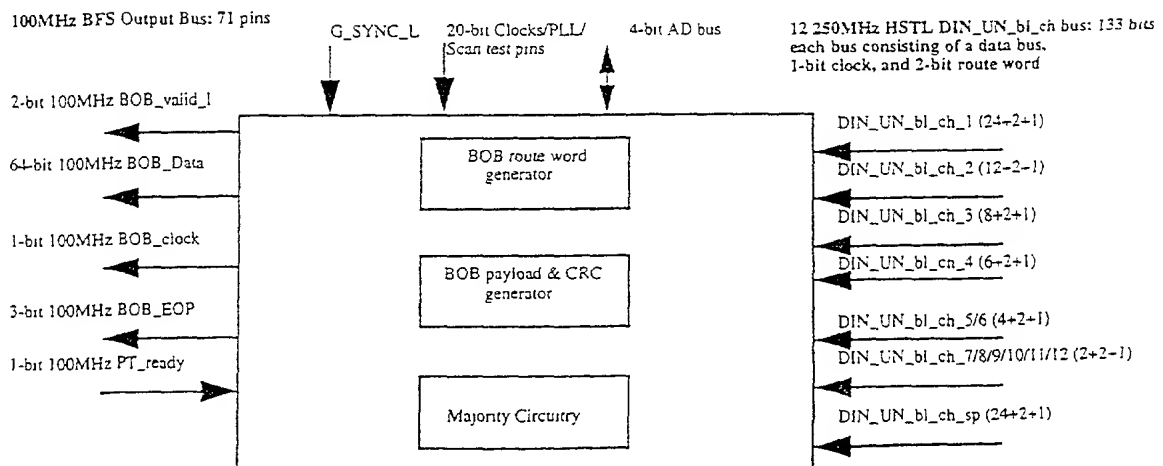 100MHz BFS Output Bus: 71 pins
G_SYNC_L
20-bit Clocks/PLL/
Scan test pins
4-bit AD bus
12 250MHz HSTL DIN_UN_bl_ch bus: 133 bits
each bus consisting of a data bus,
1-bit clock, and 2-bit route word
2-bit 100MHz BOB_valid_l
64-bit 100MHz BOB_Data
1-bit 100MHz BOB_clock
3-bit 100MHz BOB_EOP
1-bit 100MHz PT_ready
BOB route word
generator
BOB payload & CRC
generator
Majority Circuitry
DIN_UN_bl_ch_1 (24+2+1)
DIN_UN_bl_ch_2 (12+2+1)
DIN_UN_bl_ch_3 (8+2+1)
DIN_UN_bl_ch_4 (6+2+1)
DIN_UN_bl_ch_5/6 (4+2+1)
DIN_UN_bl_ch_7/8/9/10/11/12 (2+2+1)
DIN_UN_bl_ch_sp (24+2+1)